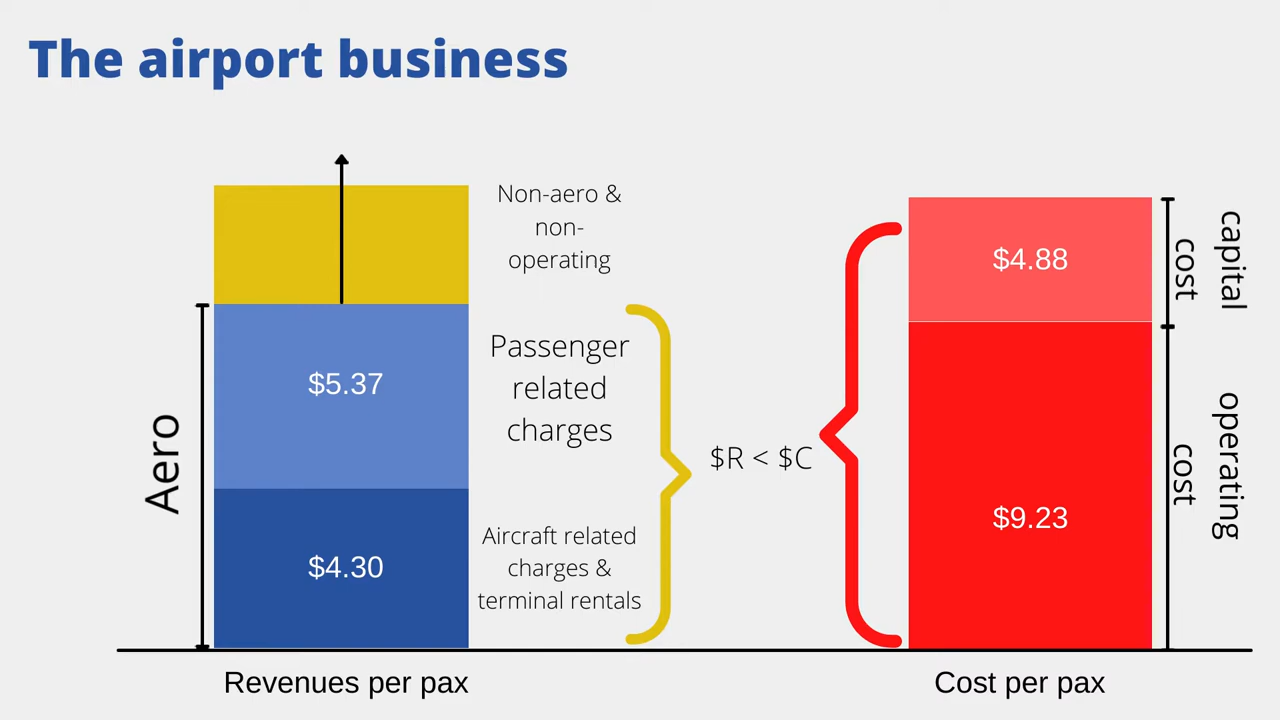 The airport business
Non-aero &
non-
operating
$5.37
Passenger
related
charges
$4.30
Aircraft related
charges &
terminal rentals
Aero
$R < $C
$4.88
$9.23
capital
cost
operating
cost
Revenues per pax
Cost per pax